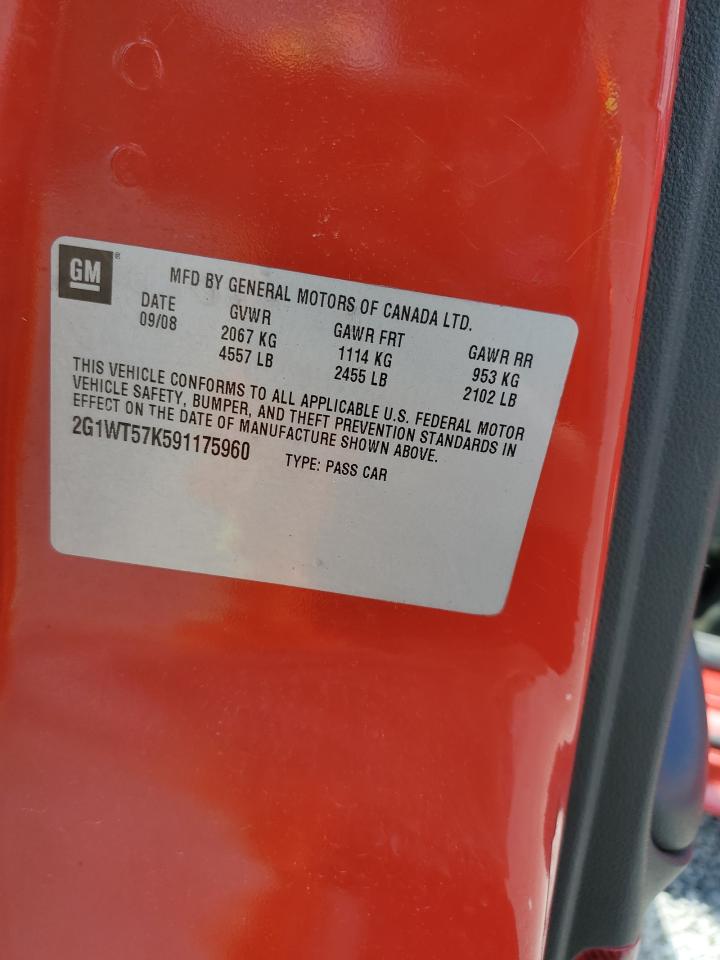 GM ®
MFD BY GENERAL MOTORS OF CANADA LTD.
DATE GVWR GAWR FRT GAWR RR
09/08 2067 KG 1114 KG 953 KG
4557 LB 2455 LB 2102 LB
THIS VEHICLE CONFORMS TO ALL APPLICABLE U.S. FEDERAL MOTOR
VEHICLE SAFETY, BUMPER, AND THEFT PREVENTION STANDARDS IN
EFFECT ON THE DATE OF MANUFACTURE SHOWN ABOVE.
2G1WT57K591175960 TYPE: PASS CAR